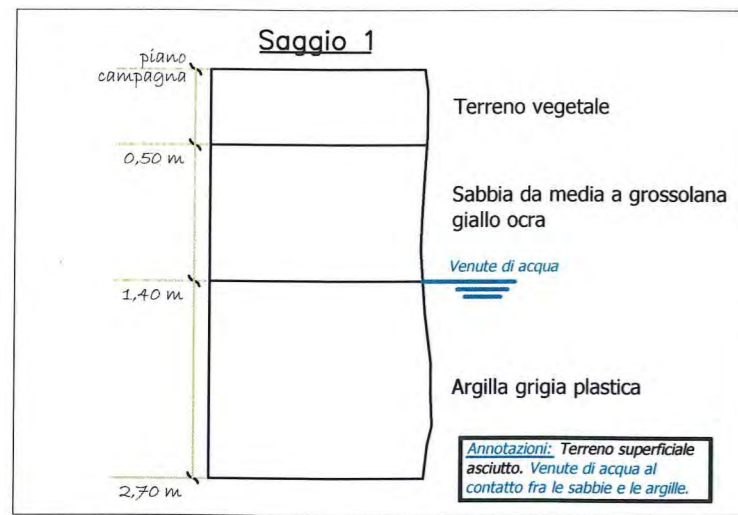 Saggio 1
piano
campagna
Terreno vegetale
0,50 m
Sabbia da media a grossolana
giallo ocra
Venute di acqua
1,40 m
Argilla grigia plastica
Annotazioni: Terreno superficiale
asciutto. Venute di acqua al
contatto fra le sabbie e le argille.
2,70 m